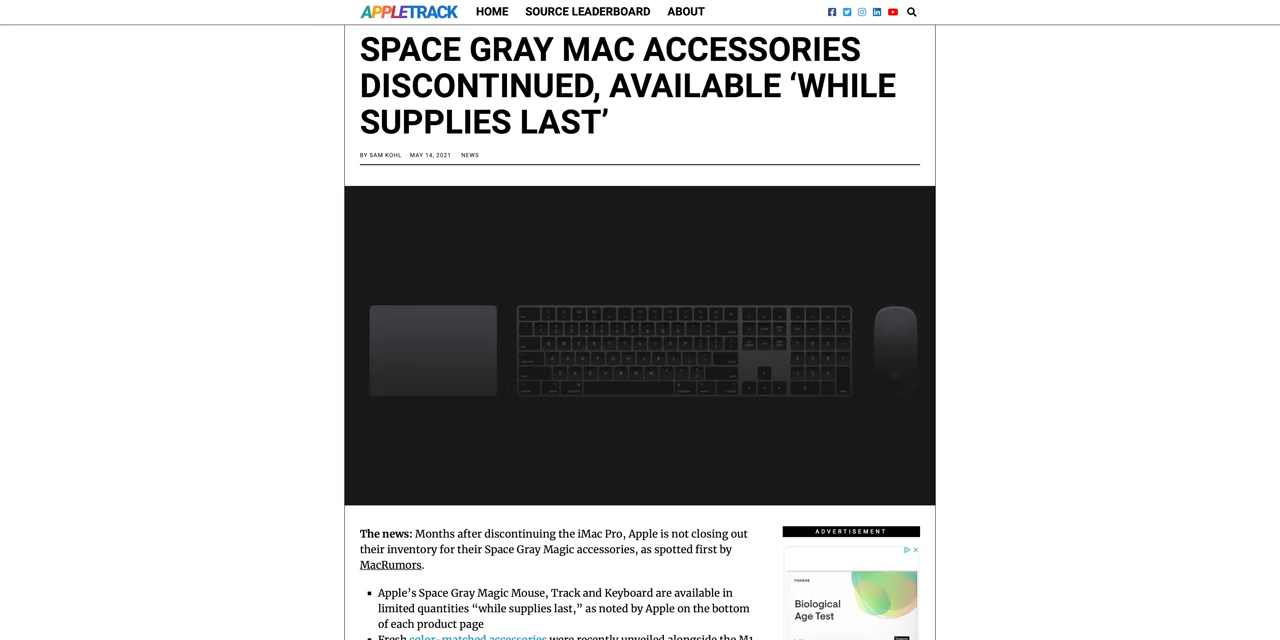 APPLETRACK HOME SOURCE LEADERBOARD ABOUT
SPACE GRAY MAC ACCESSORIES
DISCONTINUED, AVAILABLE ‘WHILE
SUPPLIES LAST’
BY SAM KOHL MAY 14, 2021 NEWS
The news: Months after discontinuing the iMac Pro, Apple is not closing out
their inventory for their Space Gray Magic accessories, as spotted first by
MacRumors.
▪ Apple’s Space Gray Magic Mouse, Track and Keyboard are available in
limited quantities “while supplies last,” as noted by Apple on the bottom
of each product page
▪ Fresh color-matched accessories were recently unveiled alongside the M1
ADVERTISEMENT
THORNE
Biological
Age Test